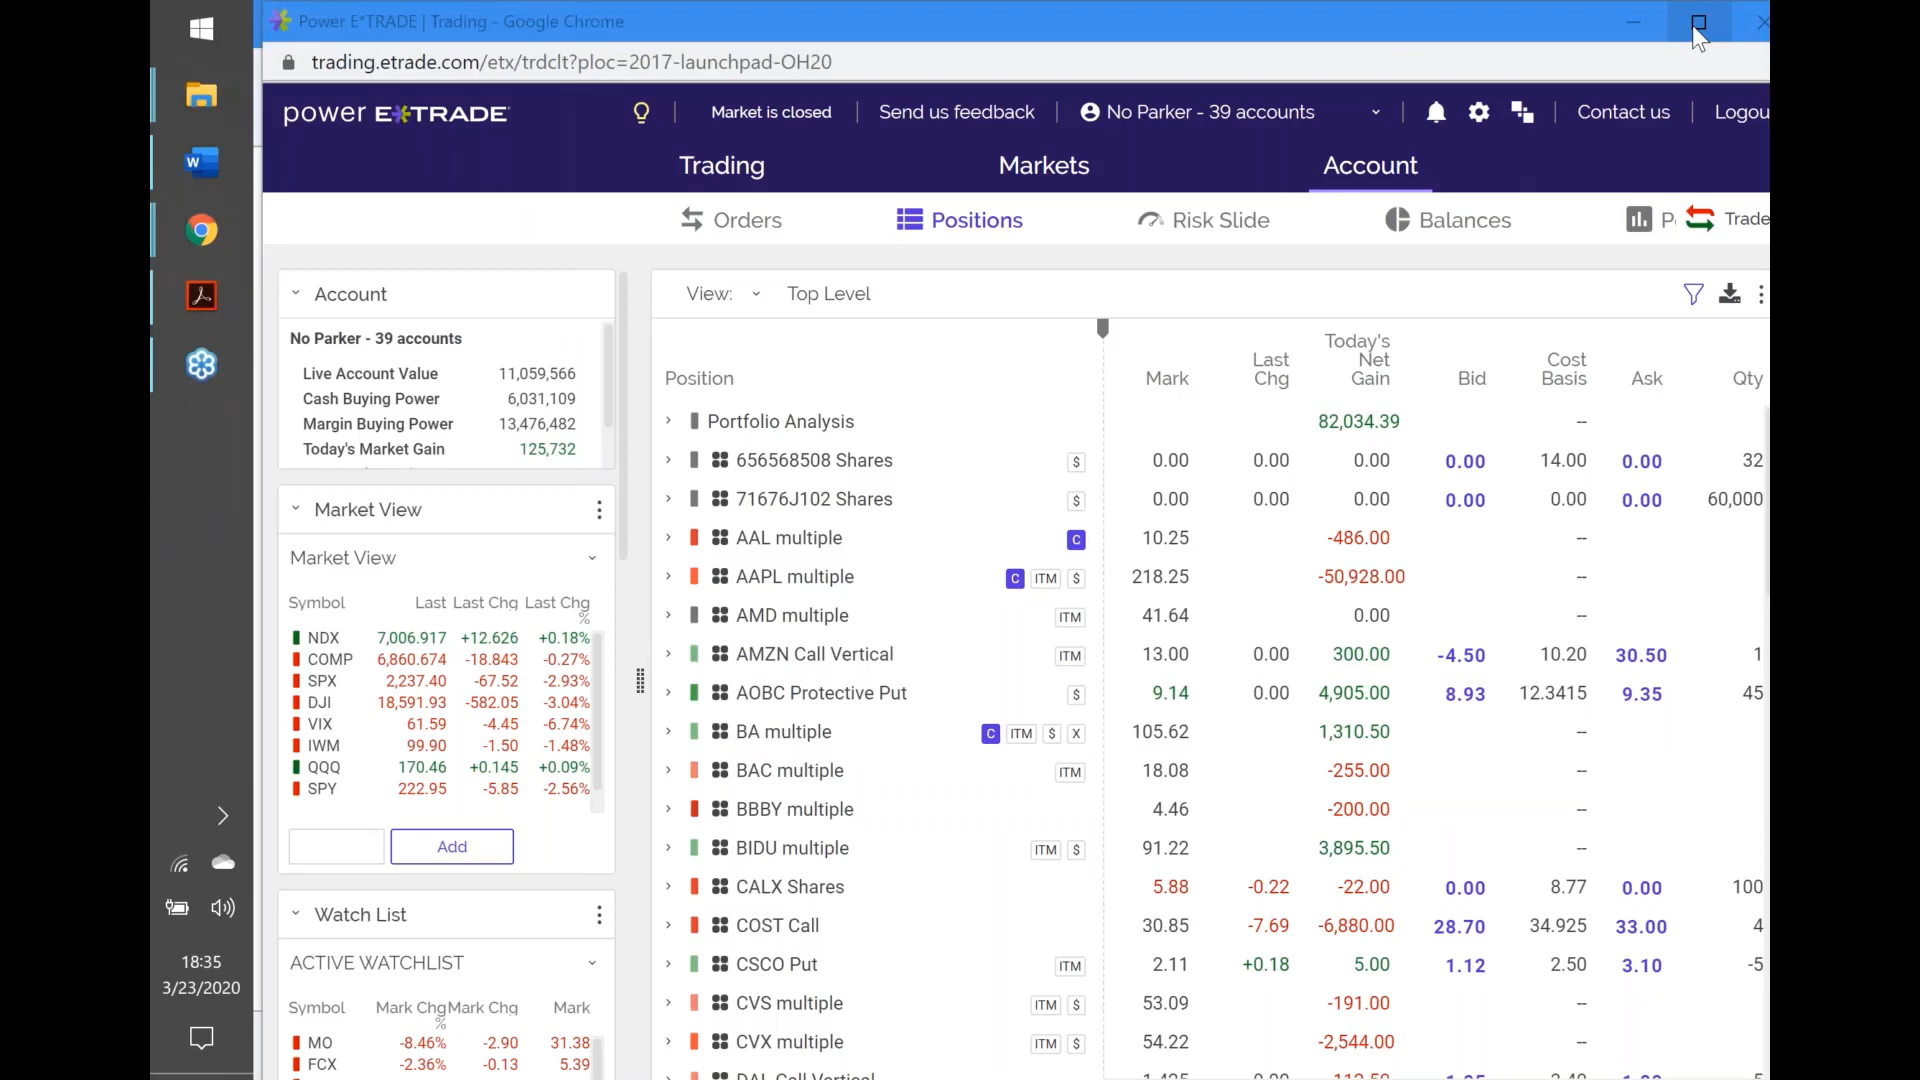 Power E*TRADE | Trading - Google Chrome
trading.etrade.com/etx/trdclt?ploc=2017-launchpad-OH20
power E*TRADE
Market is closed
Send us feedback
No Parker - 39 accounts
Contact us
Logou
Trading
Markets
Account
Orders
Positions
Risk Slide
Balances
Trade
Account
No Parker - 39 accounts
Live Account Value 11,059,566
Cash Buying Power 6,031,109
Margin Buying Power 13,476,482
Today's Market Gain 125,732
Market View
Market View
Symbol Last Last Chg Last Chg %
NDX 7,006.917 +12.626 +0.18%
COMP 6,860.674 -18.843 -0.27%
SPX 2,237.40 -67.52 -2.93%
DJI 18,591.93 -582.05 -3.04%
VIX 61.59 -4.45 -6.74%
IWM 99.90 -1.50 -1.48%
QQQ 170.46 +0.145 +0.09%
SPY 222.95 -5.85 -2.56%
Add
Watch List
ACTIVE WATCHLIST
Symbol Mark Chg % Mark Chg Mark
MO -8.46% -2.90 31.38
FCX -2.36% -0.13 5.39
View: Top Level
Position Mark Last Chg Today's Net Gain Bid Cost Basis Ask Qty
Portfolio Analysis 82,034.39 --
656568508 Shares $ 0.00 0.00 0.00 0.00 14.00 0.00 32
71676J102 Shares $ 0.00 0.00 0.00 0.00 0.00 0.00 60,000
AAL multiple C 10.25 -486.00 --
AAPL multiple C ITM $ 218.25 -50,928.00 --
AMD multiple ITM 41.64 0.00 --
AMZN Call Vertical ITM 13.00 0.00 300.00 -4.50 10.20 30.50 1
AOBC Protective Put $ 9.14 0.00 4,905.00 8.93 12.3415 9.35 45
BA multiple C ITM $ X 105.62 1,310.50 --
BAC multiple ITM 18.08 -255.00 --
BBBY multiple 4.46 -200.00 --
BIDU multiple ITM $ 91.22 3,895.50 --
CALX Shares 5.88 -0.22 -22.00 0.00 8.77 0.00 100
COST Call 30.85 -7.69 -6,880.00 28.70 34.925 33.00 4
CSCO Put ITM 2.11 +0.18 5.00 1.12 2.50 3.10 -5
CVS multiple ITM $ 53.09 -191.00 --
CVX multiple ITM $ 54.22 -2,544.00 --
DAL Call Vertical
18:35
3/23/2020